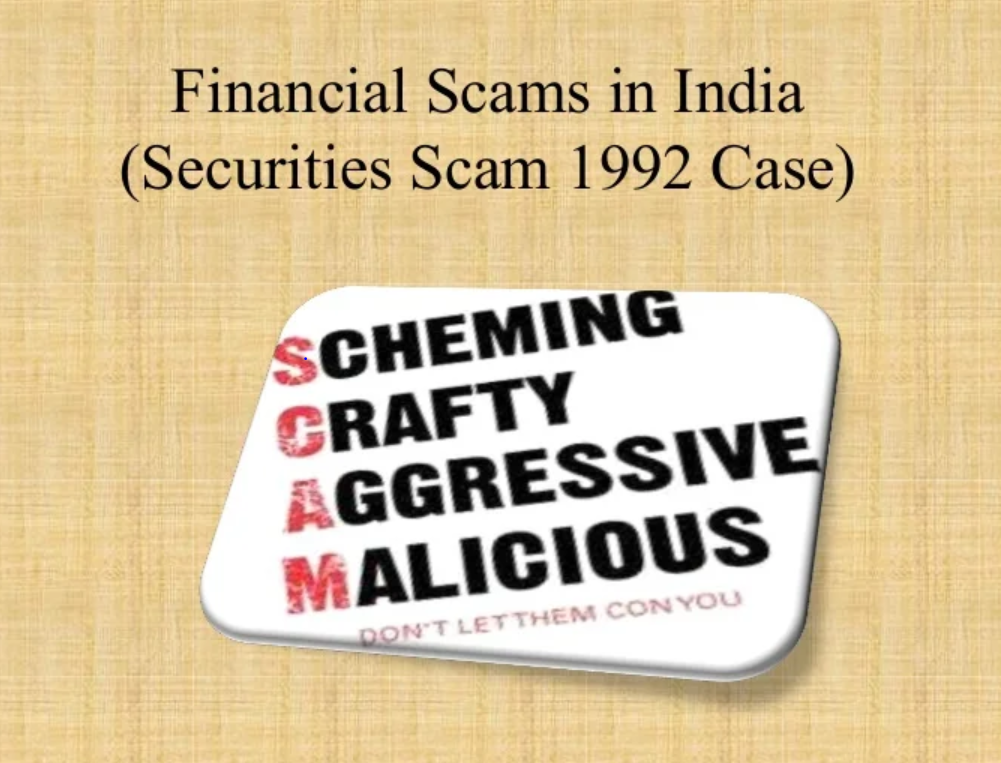 Financial Scams in India
(Securities Scam 1992 Case)
SCHEMING
CRAFTY
AGGRESSIVE
MALICIOUS
DON'T LET THEM CON YOU